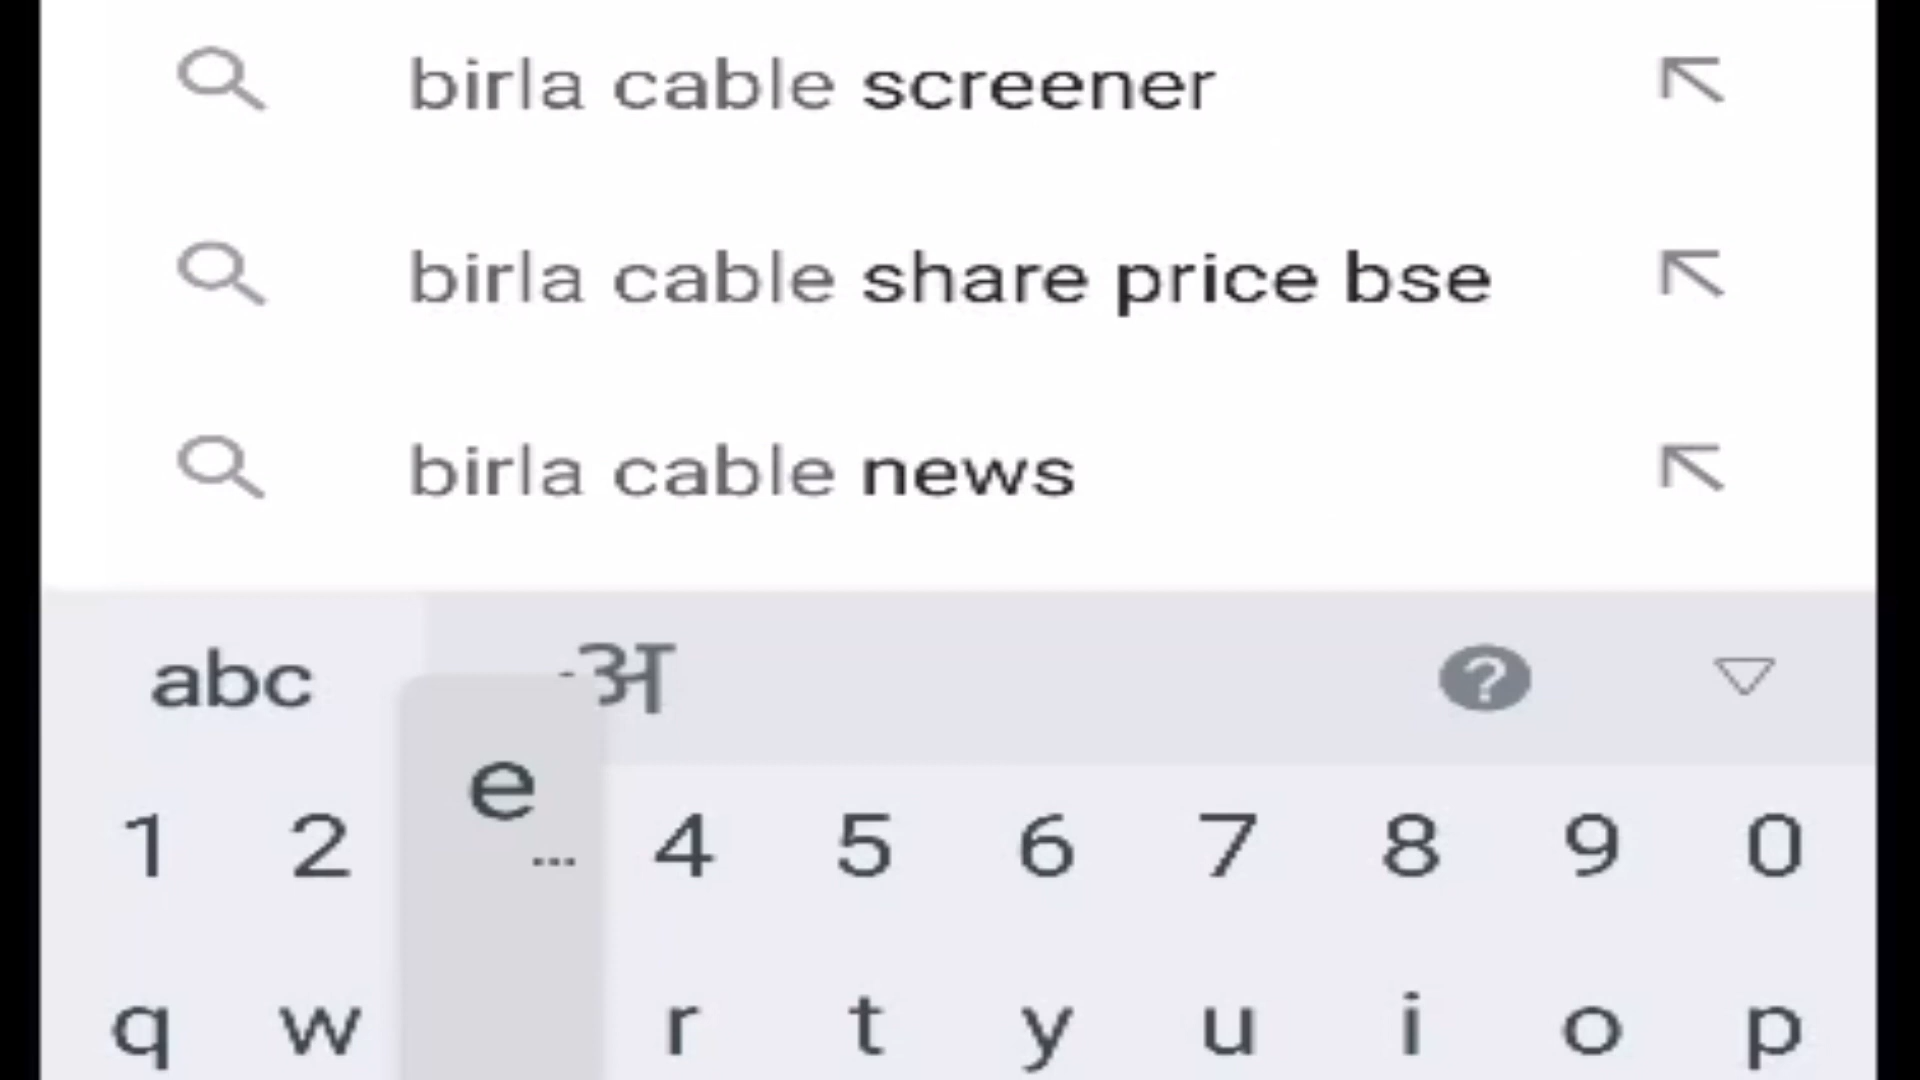 birla cable screener
birla cable share price bse
birla cable news
abc अ ?
e
1 2 ... 4 5 6 7 8 9 0
q w r t y u i o p